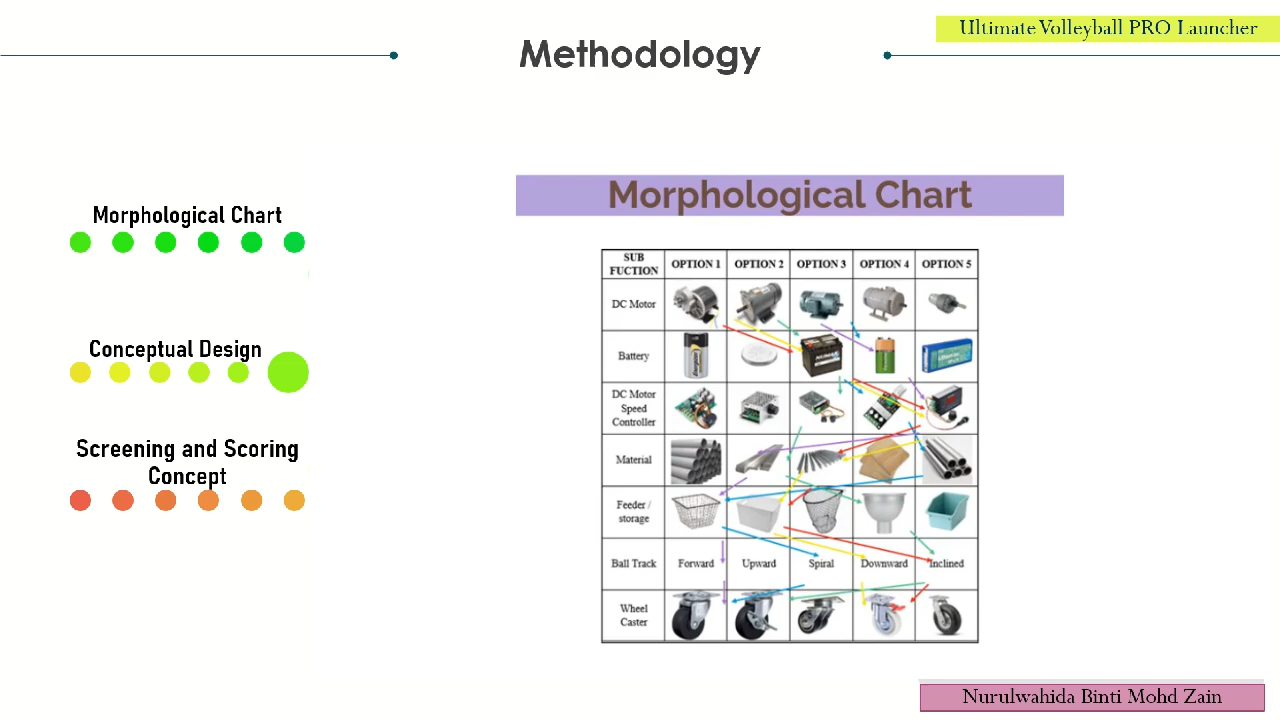 Ultimate Volleyball PRO Launcher
Methodology
Morphological Chart
Morphological Chart
Conceptual Design
Screening and Scoring
Concept
SUB
FUCTION
OPTION 1
OPTION 2
OPTION 3
OPTION 4
OPTION 5
DC Motor
Battery
DC Motor
Speed
Controller
Material
Feeder /
storage
Ball Track
Forward
Upward
Spiral
Downward
Inclined
Wheel
Caster
Nurulwahida Binti Mohd Zain